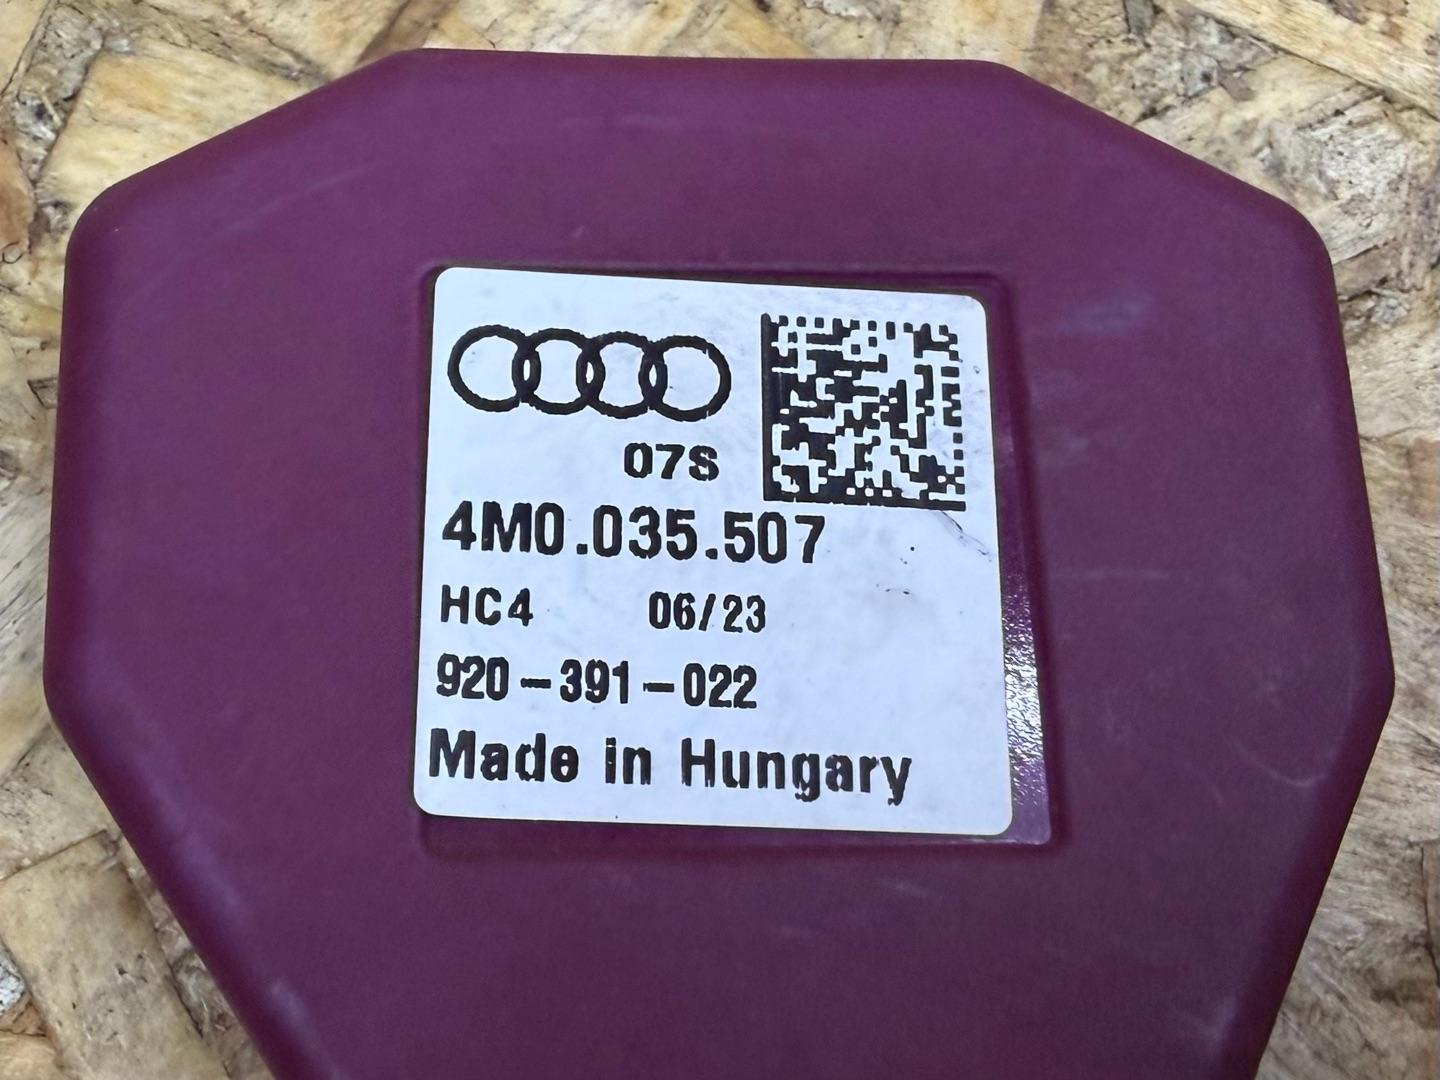 07S
4M0.035.507
HC4 06/23
920-391-022
Made in Hungary